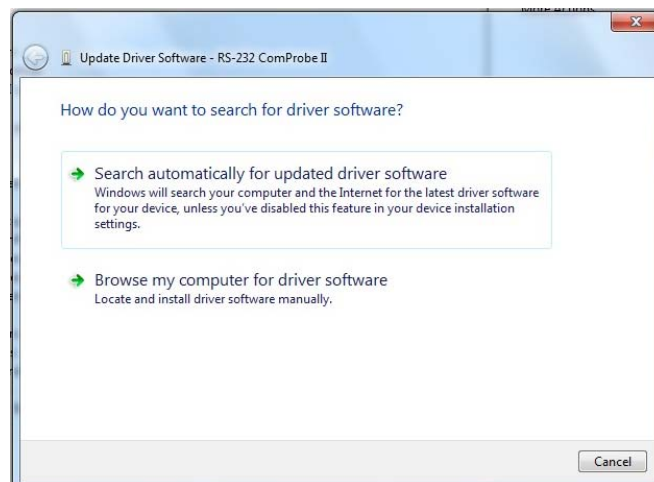 More Actions
Update Driver Software - RS-232 ComProbe II
How do you want to search for driver software?
Search automatically for updated driver software
Windows will search your computer and the Internet for the latest driver software
for your device, unless you've disabled this feature in your device installation
settings.
Browse my computer for driver software
Locate and install driver software manually.
Cancel